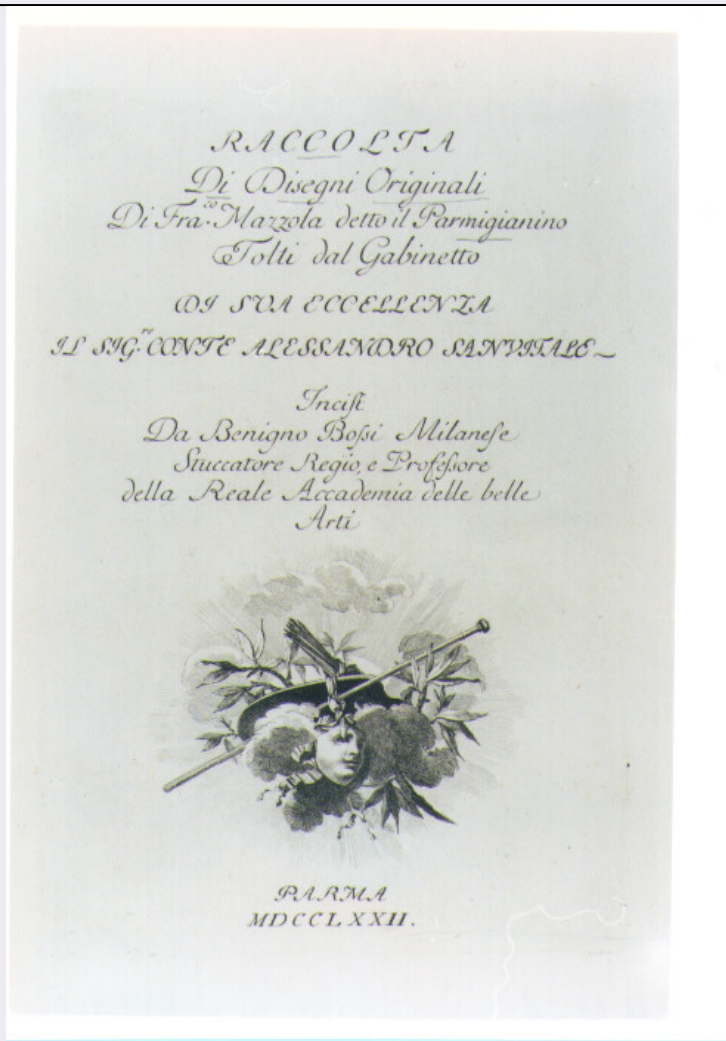 RACCOLTA
Di Disegni Originali
Di Fra.co Mazzola detto il Parmigianino
Tolti dal Gabinetto
DI SVA ECCELLENZA
IL SIG.re CONTE ALESSANDRO SANVITALE
Incisi
Da Benigno Boſsi Milaneſe
Stuccatore Regio, e Profeſsore
della Reale Accademia delle belle
Arti
PARMA
MDCCLXXII.